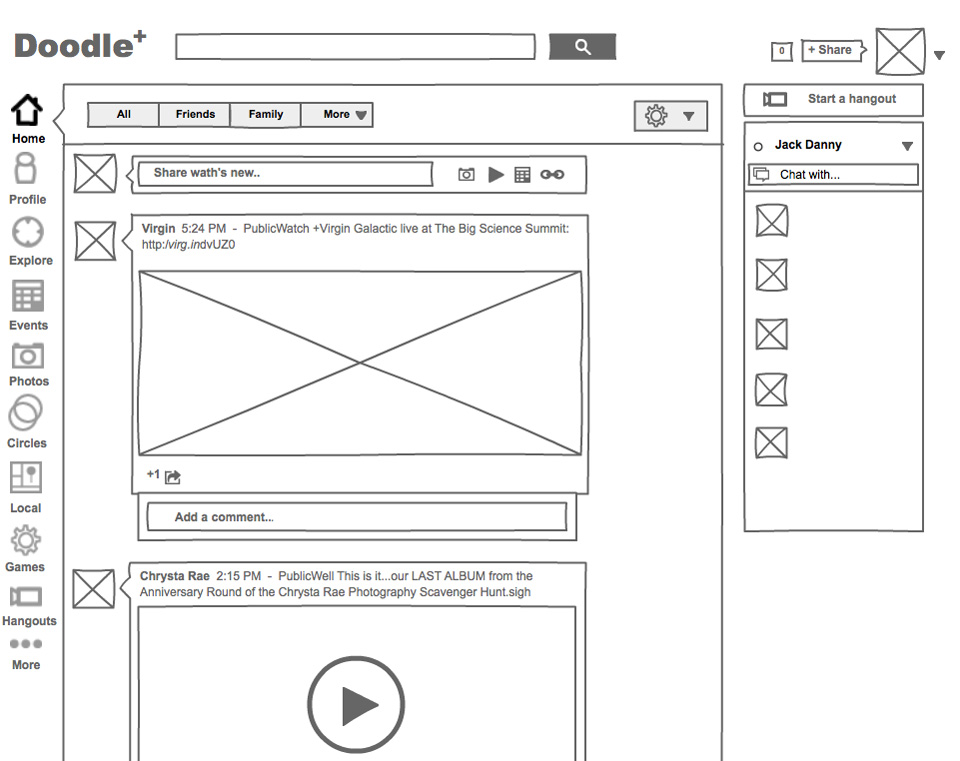 Doodle+
0
+ Share
Home
Profile
Explore
Events
Photos
Circles
Local
Games
Hangouts
More
All Friends Family More
Share wath's new..
Virgin 5:24 PM - PublicWatch +Virgin Galactic live at The Big Science Summit:
http:/virg.indvUZ0
+1
Add a comment...
Chrysta Rae 2:15 PM - PublicWell This is it...our LAST ALBUM from the
Anniversary Round of the Chrysta Rae Photography Scavenger Hunt.sigh
Start a hangout
Jack Danny
Chat with...